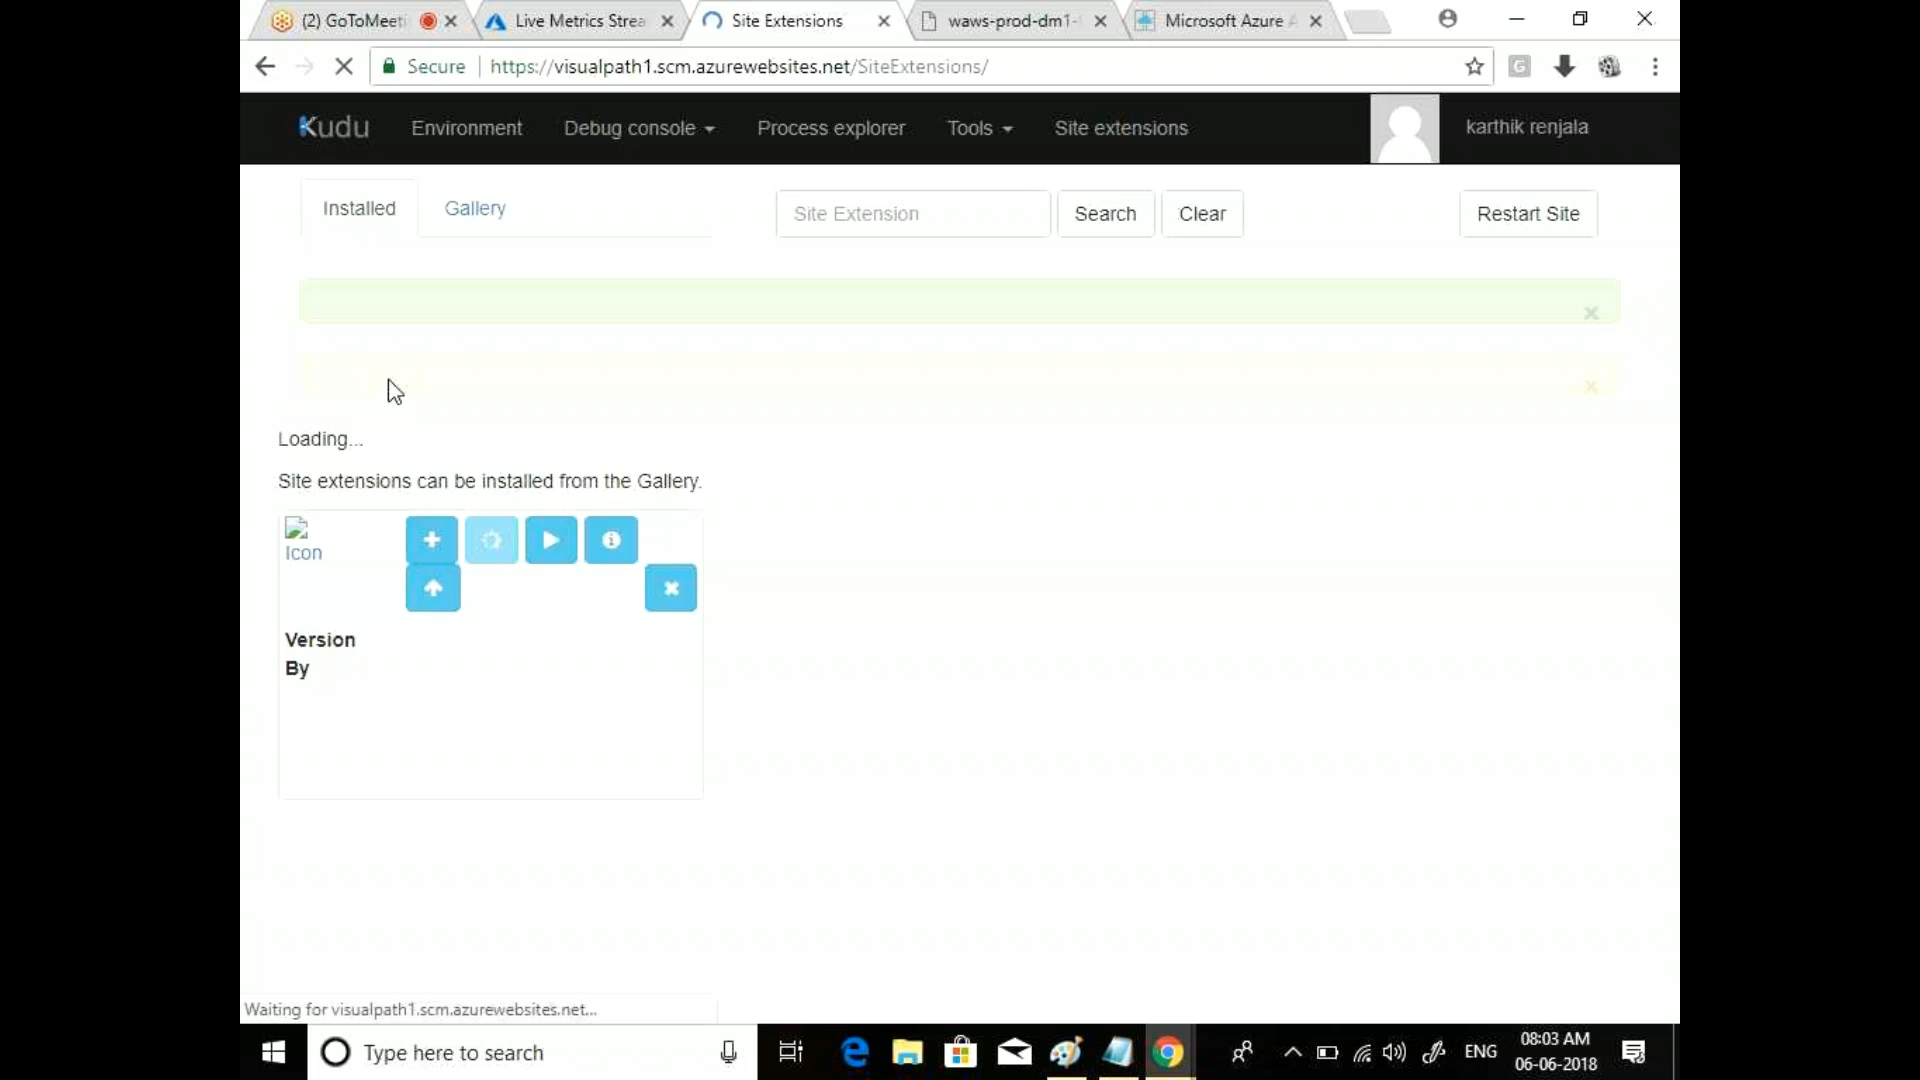 (2) GoToMeeti
Live Metrics Strea
Site Extensions
waws-prod-dm1-
Microsoft Azure
Secure
https://visualpath1.scm.azurewebsites.net/SiteExtensions/
Kudu
Environment
Debug console
Process explorer
Tools
Site extensions
karthik renjala
Installed
Gallery
Site Extension
Search
Clear
Restart Site
Loading...
Site extensions can be installed from the Gallery.
Icon
Version
By
Waiting for visualpath1.scm.azurewebsites.net...
Type here to search
ENG
08:03 AM
06-06-2018